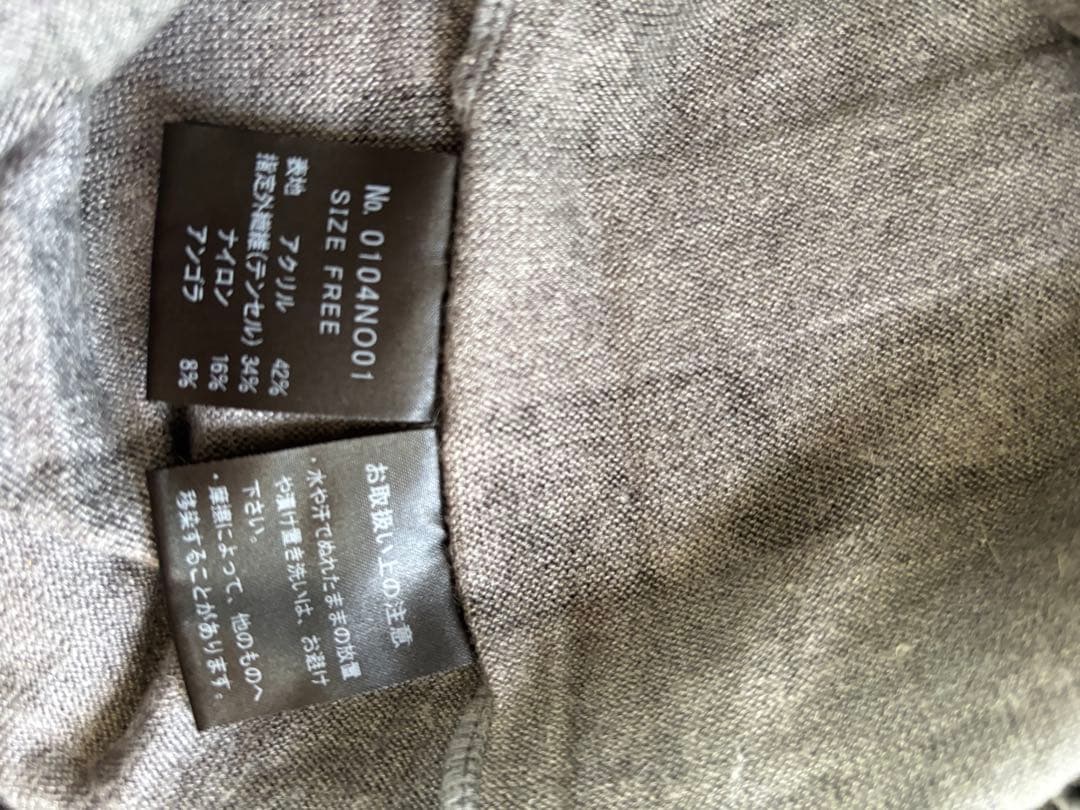 No. 0104NO01
SIZE FREE
表地 アクリル 42%
指定外繊維(テンセル) 34%
ナイロン 16%
アンゴラ 8%
お取扱い上の注意
・水や汗でぬれたままの放置
や漬け置き洗いは、お避け
下さい。
・摩擦によって、他のものへ
移染することがあります。